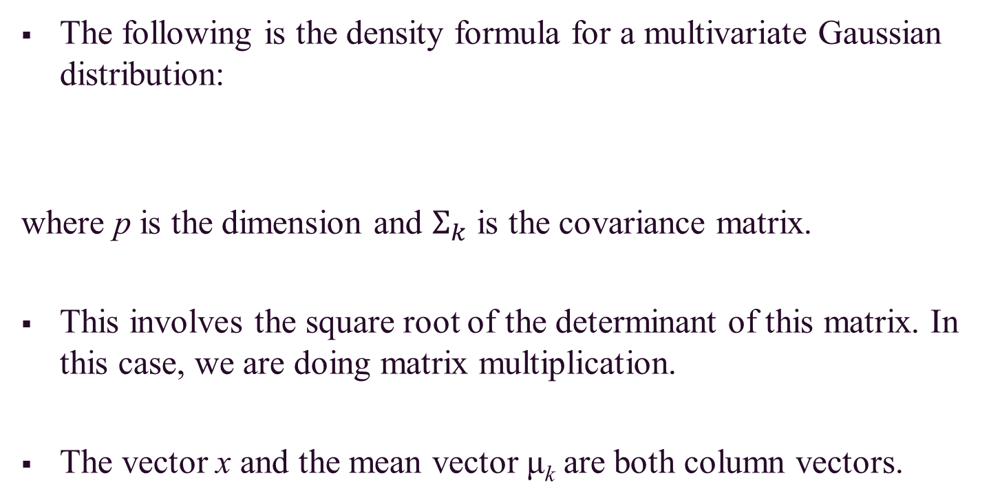 ▪ The following is the density formula for a multivariate Gaussian
distribution:
where p is the dimension and Σₖ is the covariance matrix.
▪ This involves the square root of the determinant of this matrix. In
this case, we are doing matrix multiplication.
▪ The vector x and the mean vector μₖ are both column vectors.